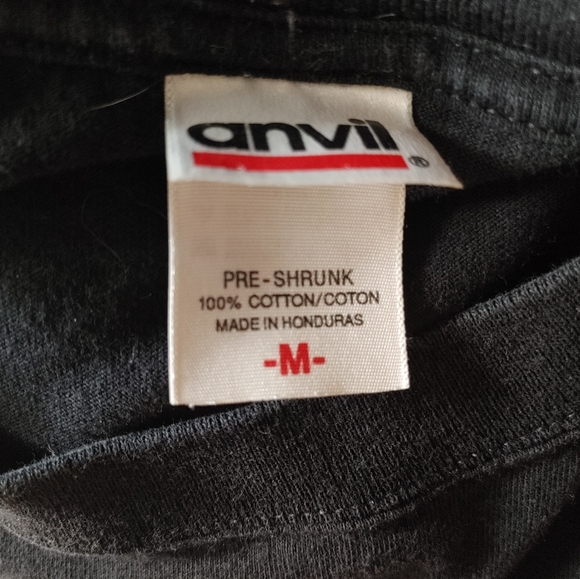 anvil®
PRE-SHRUNK
100% COTTON/COTON
MADE IN HONDURAS
-M-